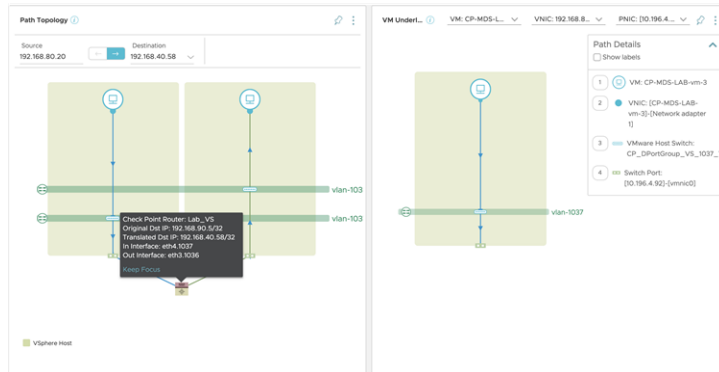 Path Topology
Source
192.168.80.20
Destination
192.168.40.58
vlan-103
vlan-103
Check Point Router: Lab_VS
Original Dst IP: 192.168.90.5/32
Translated Dst IP: 192.168.40.58/32
In Interface: eth4.1037
Out Interface: eth3.1036
Keep Focus
VSphere Host
VM Underl...
VM: CP-MDS-L...
VNIC: 192.168.8...
PNIC: [10.196.4....
Path Details
Show labels
1 VM: CP-MDS-LAB-vm-3
2 VNIC: [CP-MDS-LAB-
vm-3]-[Network adapter
1]
3 VMware Host Switch:
CP_DPortGroup_VS_1037_
4 Switch Port:
[10.196.4.92]-[vmnic0]
vlan-1037